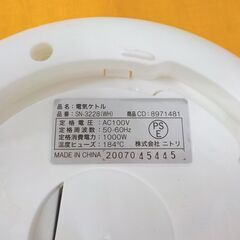 品名：電気ケトル
品番：SN-3228(WH) 商品CD：8971481
定格電圧：AC100V
定格周波数：50-60Hz
定格消費電力：1000W
温度ヒューズ：184℃
PSE
株式会社 ニトリ
MADE IN CHINA 200704 5445